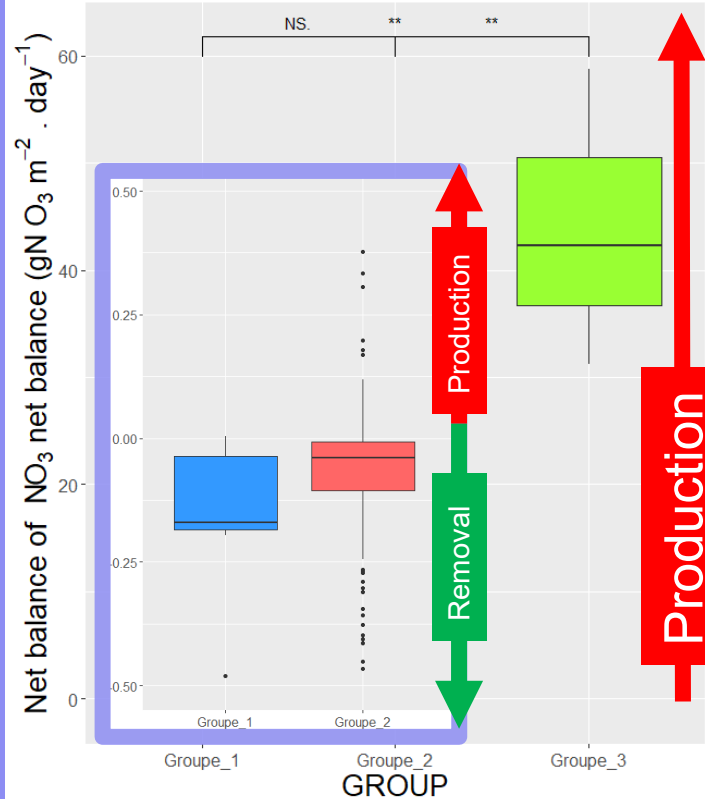 Net balance of NO₃ net balance (gN O₃ m⁻² . day⁻¹)
NS. ** **
60
40
20
0
0.50
0.25
0.00
0.25
0.50
Production
Removal
Production
Groupe_1 Groupe_2
Groupe_1 Groupe_2 Groupe_3
GROUP